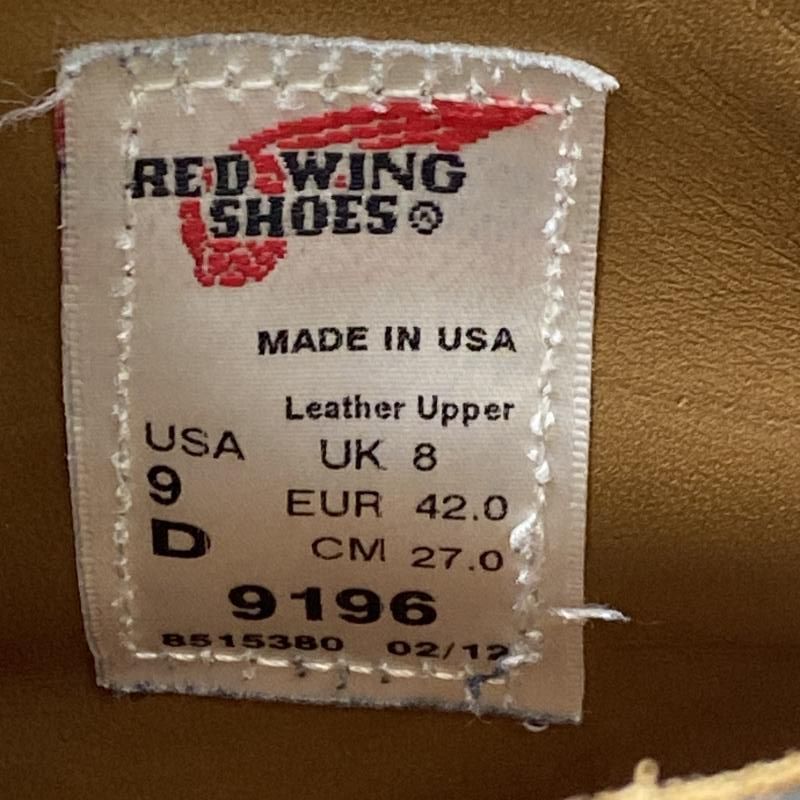 RED WING
SHOES®
MADE IN USA
Leather Upper
USA UK 8
9 EUR 42.0
D CM 27.0
9196
8515380 02/12